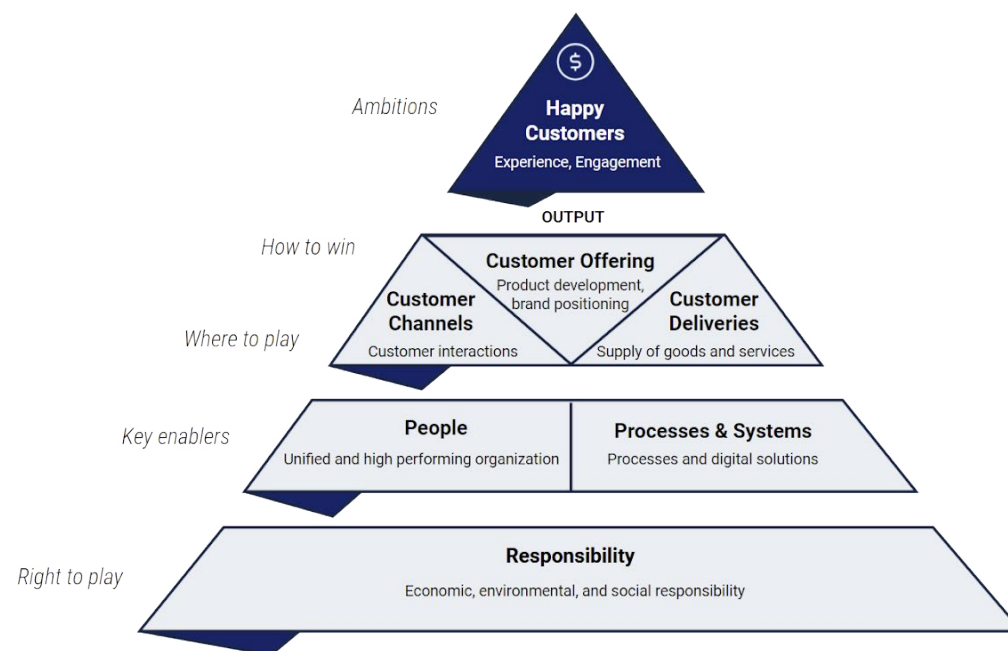 Ambitions
$
Happy
Customers
Experience, Engagement
OUTPUT
How to win
Customer Offering
Product development,
brand positioning
Where to play
Customer
Channels
Customer interactions
Customer
Deliveries
Supply of goods and services
Key enablers
People
Unified and high performing organization
Processes & Systems
Processes and digital solutions
Right to play
Responsibility
Economic, environmental, and social responsibility